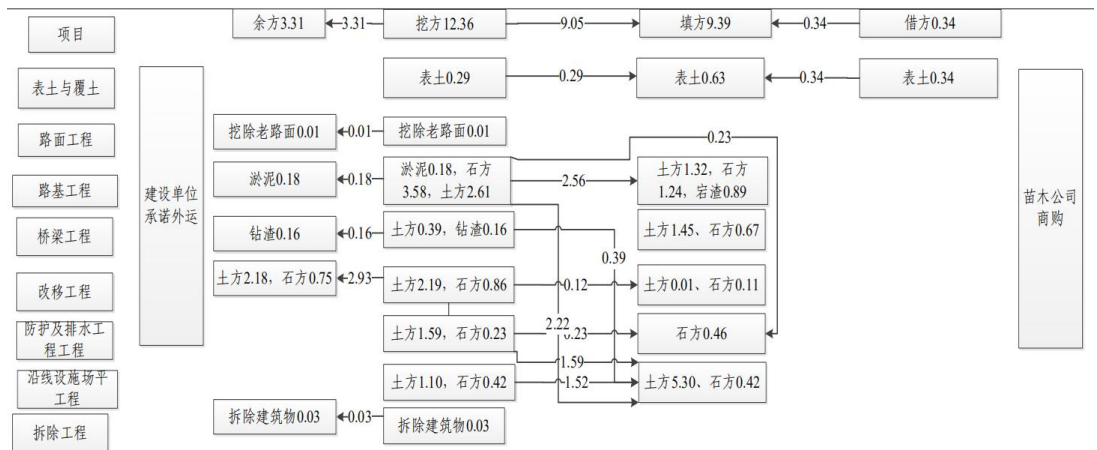 项目
余方3.31
3.31
挖方12.36
9.05
填方9.39
0.34
借方0.34
表土与覆土
表土0.29
0.29
表土0.63
0.34
表土0.34
路面工程
挖除老路面0.01
0.01
挖除老路面0.01
0.23
路基工程
淤泥0.18
0.18
淤泥0.18，石方
3.58，土方2.61
2.56
土方1.32，石方
1.24，宕渣0.89
建设单位
承诺外运
苗木公司
商购
桥梁工程
钻渣0.16
0.16
土方0.39，钻渣0.16
0.39
土方1.45、石方0.67
改移工程
土方2.18，石方0.75
2.93
土方2.19，石方0.86
0.12
土方0.01、石方0.11
防护及排水工
程工程
土方1.59，石方0.23
2.22
0.23
石方0.46
1.59
沿线设施场平
工程
土方1.10，石方0.42
1.52
土方5.30、石方0.42
拆除工程
拆除建筑物0.03
0.03
拆除建筑物0.03